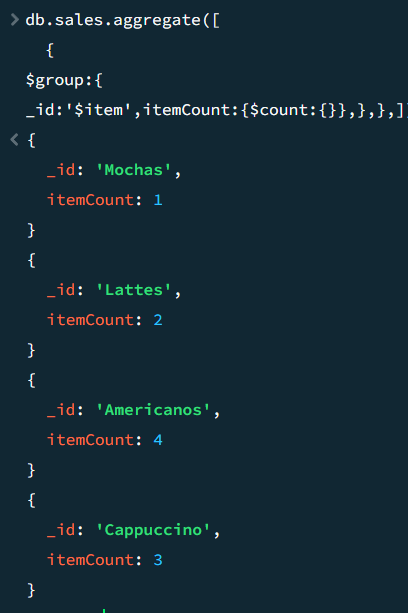 > db.sales.aggregate([
{
$group:{
_id:'$item',itemCount:{$count:{}},},},]
< {
_id: 'Mochas',
itemCount: 1
}
{
_id: 'Lattes',
itemCount: 2
}
{
_id: 'Americanos',
itemCount: 4
}
{
_id: 'Cappuccino',
itemCount: 3
}